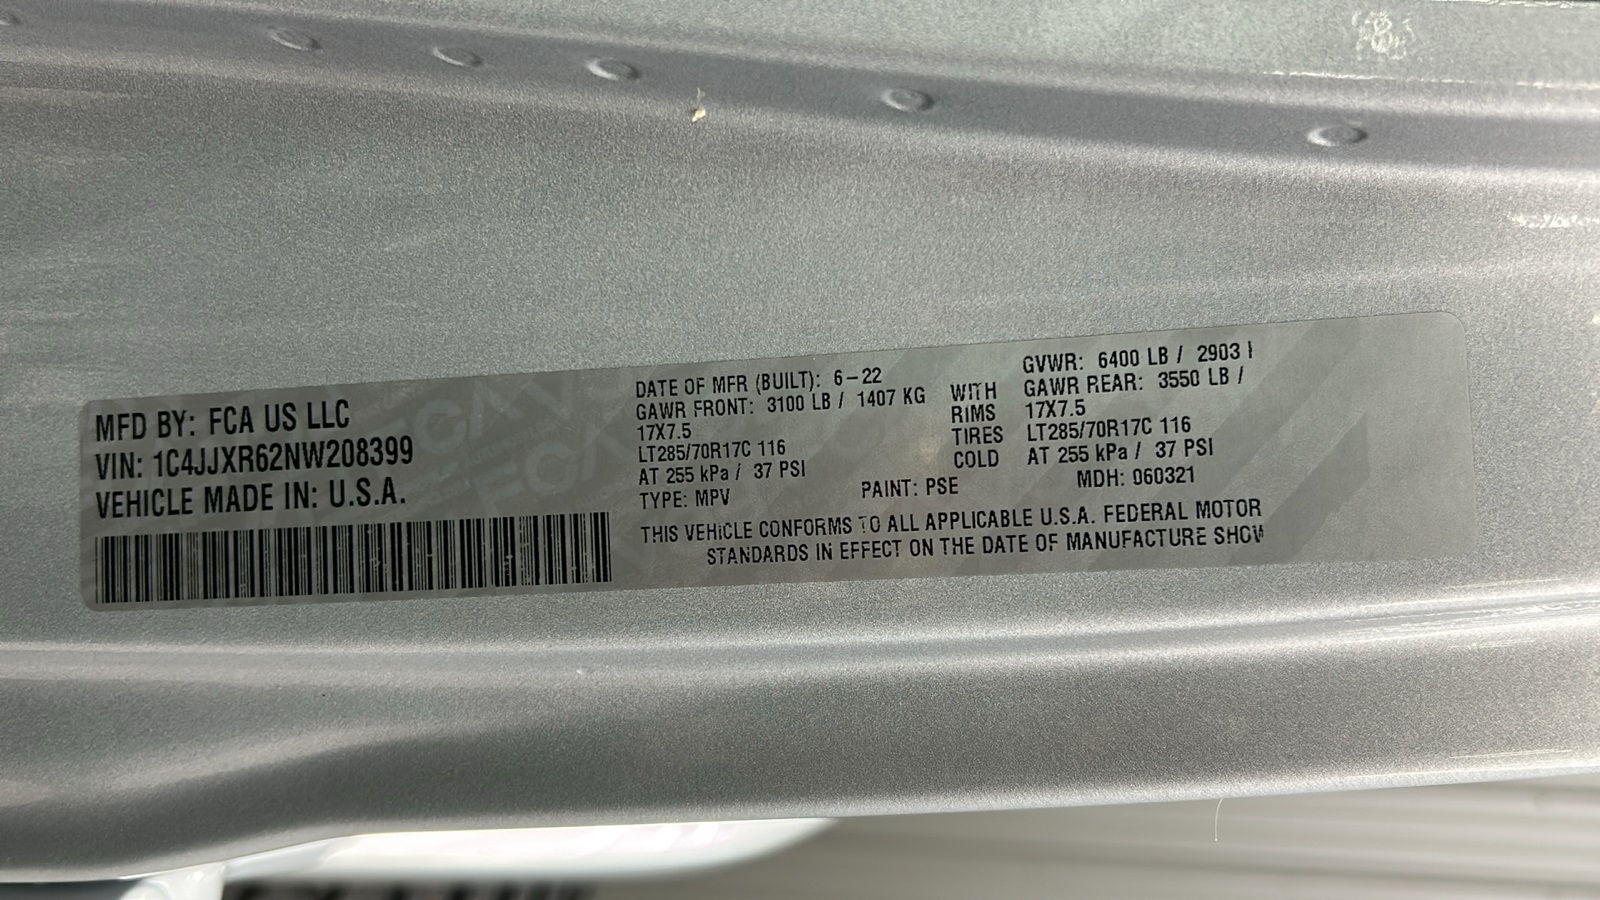 MFD BY: FCA US LLC
VIN: 1C4JJXR62NW208399
VEHICLE MADE IN: U.S.A.
DATE OF MFR (BUILT): 6-22 GVWR: 6400 LB / 2903
GAWR FRONT: 3100 LB / 1407 KG WITH GAWR REAR: 3550 LB /
17X7.5 RIMS 17X7.5
LT285/70R17C 116 TIRES LT285/70R17C 116
AT 255 kPa / 37 PSI COLD AT 255 kPa / 37 PSI
TYPE: MPV PAINT: PSE MDH: 060321
THIS VEHICLE CONFORMS TO ALL APPLICABLE U.S.A. FEDERAL MOTOR
STANDARDS IN EFFECT ON THE DATE OF MANUFACTURE